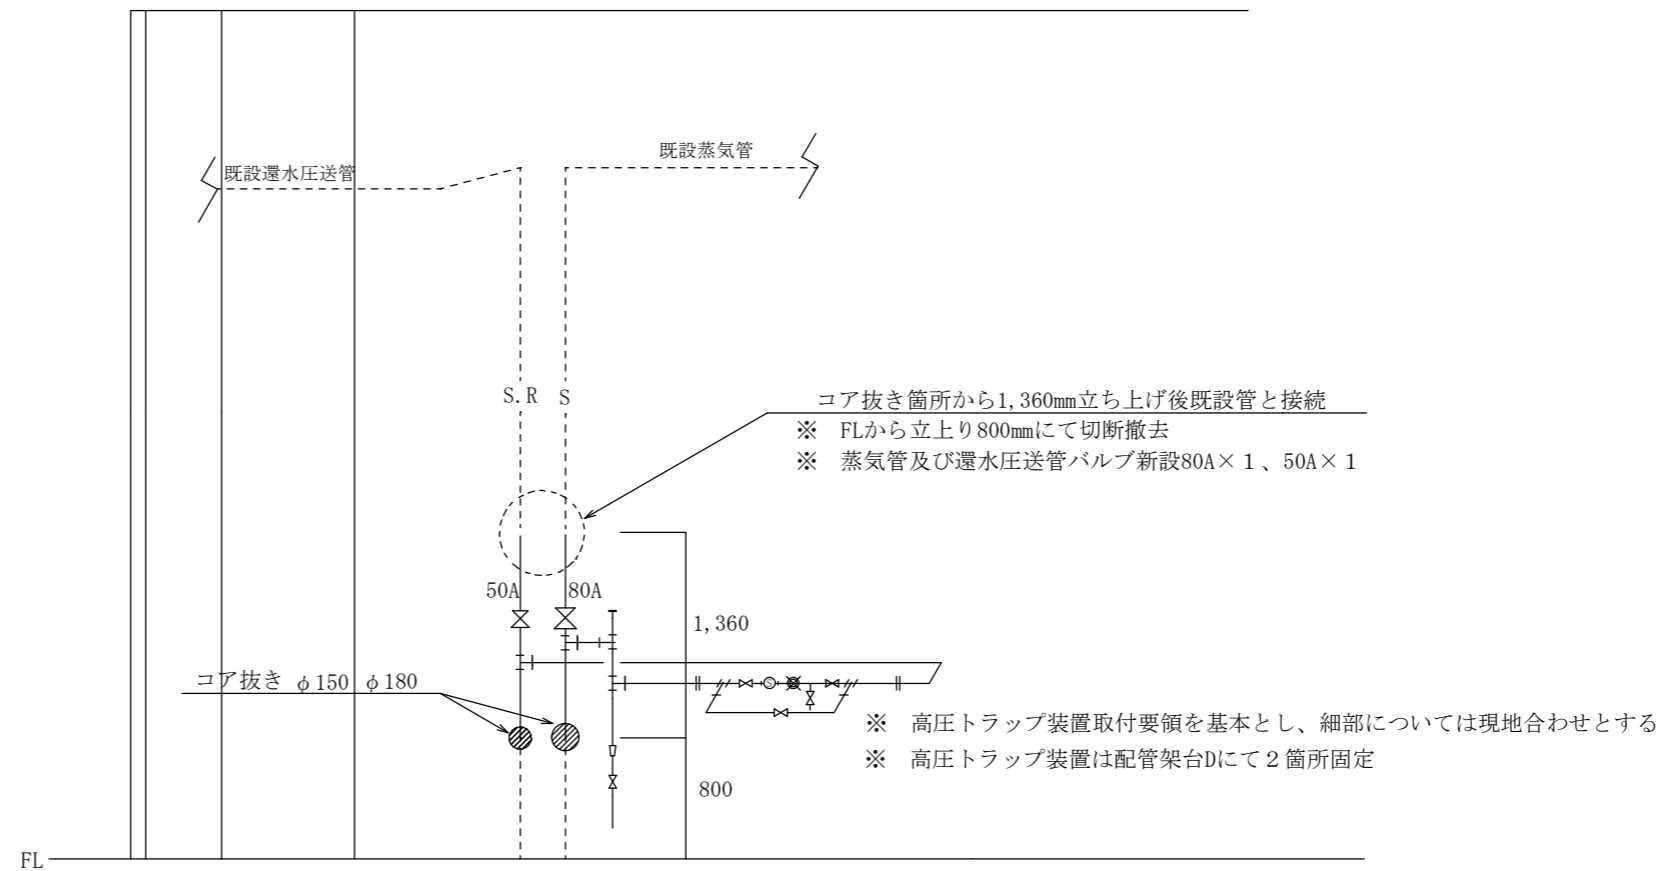 既設蒸気管
既設還水圧送管
S.R
S
コア抜き箇所から1,360mm立ち上げ後既設管と接続
※ FLから立上り800mmにて切断撤去
※ 蒸気管及び還水圧送管バルブ新設80A×１、50A×１
50A
80A
1,360
コア抜き φ150 φ180
S
※ 高圧トラップ装置取付要領を基本とし、細部については現地合わせとする
※ 高圧トラップ装置は配管架台Dにて２箇所固定
800
FL